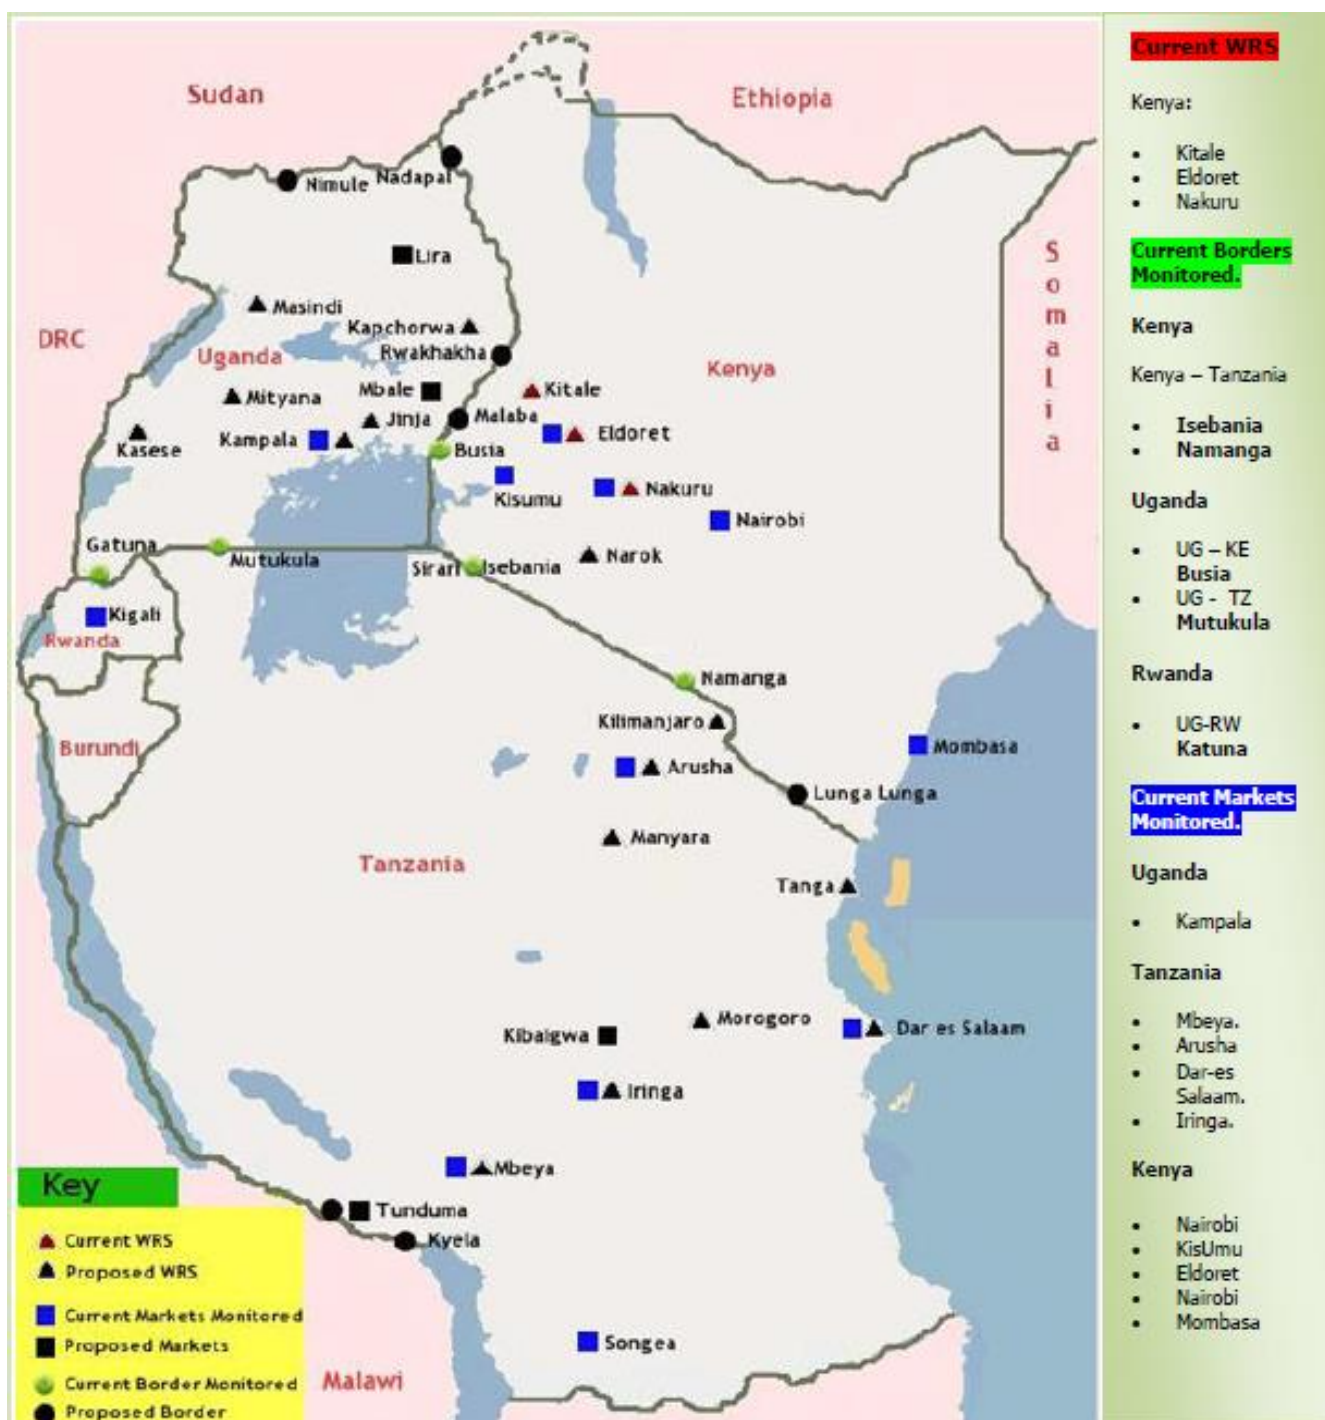 Sudan
Ethiopia
Nimule
Nadapal
Lira
Somalia
Masindi
DRC
Kapchorwa
Uganda
Rwakhakha
Kenya
Mityana
Mbale
Kitale
Jinja
Malaba
Kasese
Kampala
Eldoret
Busia
Kisumu
Nakuru
Nairobi
Gatuna
Mutukula
Sirari Isebania
Narok
Kigali
Rwanda
Namanga
Kilimanjaro
Burundi
Arusha
Mombasa
Lunga Lunga
Manyara
Tanzania
Tanga
Morogoro
Kibaigwa
Dar es Salaam
Iringa
Mbeya
Tunduma
Kyela
Songea
Malawi
Key
Current WRS
Proposed WRS
Current Markets Monitored
Proposed Markets
Current Border Monitored
Proposed Border
Current WRS
Kenya:
• Kitale
• Eldoret
• Nakuru
Current Borders
Monitored.
Kenya
Kenya – Tanzania
• Isebania
• Namanga
Uganda
• UG – KE
Busia
• UG - TZ
Mutukula
Rwanda
• UG-RW
Katuna
Current Markets
Monitored.
Uganda
• Kampala
Tanzania
• Mbeya.
• Arusha
• Dar-es
Salaam.
• Iringa.
Kenya
• Nairobi
• KisUmu
• Eldoret
• Nairobi
• Mombasa